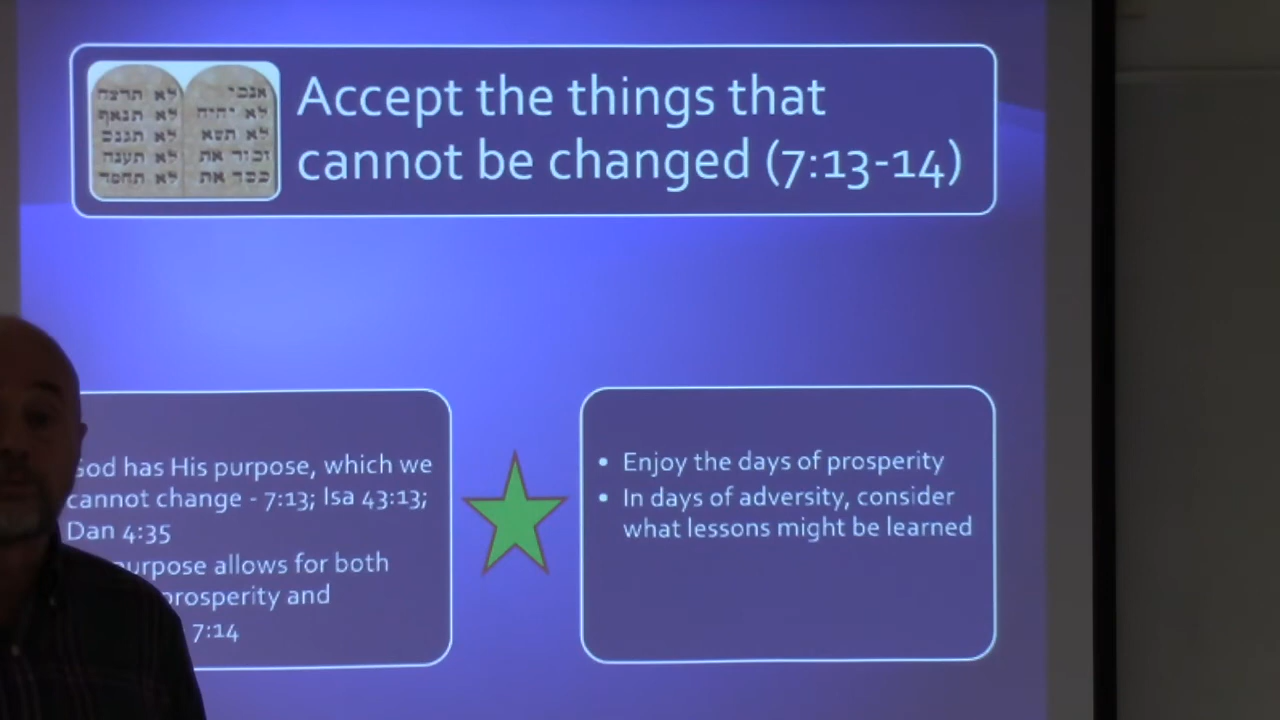 אנכי
לא יהיה
לא תשא
זכור את
כבד את
לא תרצח
לא תנאף
לא תגנב
לא תענה
לא תחמד
Accept the things that
cannot be changed (7:13-14)
God has His purpose, which we
cannot change - 7:13; Isa 43:13;
Dan 4:35
purpose allows for both
prosperity and
7:14
• Enjoy the days of prosperity
• In days of adversity, consider
what lessons might be learned